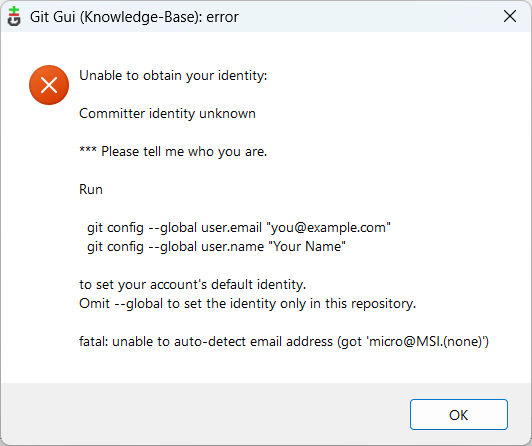 Git Gui (Knowledge-Base): error
Unable to obtain your identity:
Committer identity unknown
*** Please tell me who you are.
Run
git config --global user.email "you@example.com"
git config --global user.name "Your Name"
to set your account's default identity.
Omit --global to set the identity only in this repository.
fatal: unable to auto-detect email address (got 'micro@MSI.(none)')
OK